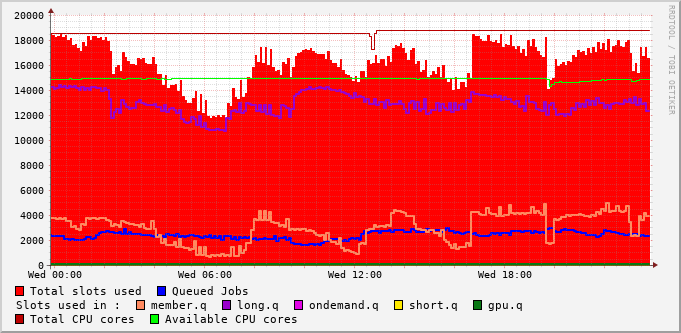 20000
18000
16000
14000
12000
10000
8000
6000
4000
2000
0
Wed 00:00 Wed 06:00 Wed 12:00 Wed 18:00
RRDTOOL / TOBI OETIKER
Total slots used Queued Jobs
Slots used in : member.q long.q ondemand.q short.q gpu.q
Total CPU cores Available CPU cores